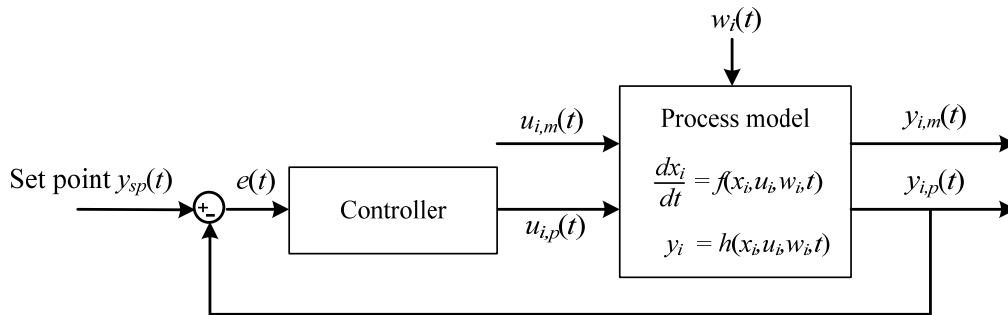 w_i(t)
u_{i,m}(t)
Process model
y_{i,m}(t)
Set point y_{sp}(t)
e(t)
Controller
u_{i,p}(t)
dx_i/dt = f(x_i,u_i,w_i,t)
y_{i,p}(t)
+
-
y_i = h(x_i,u_i,w_i,t)